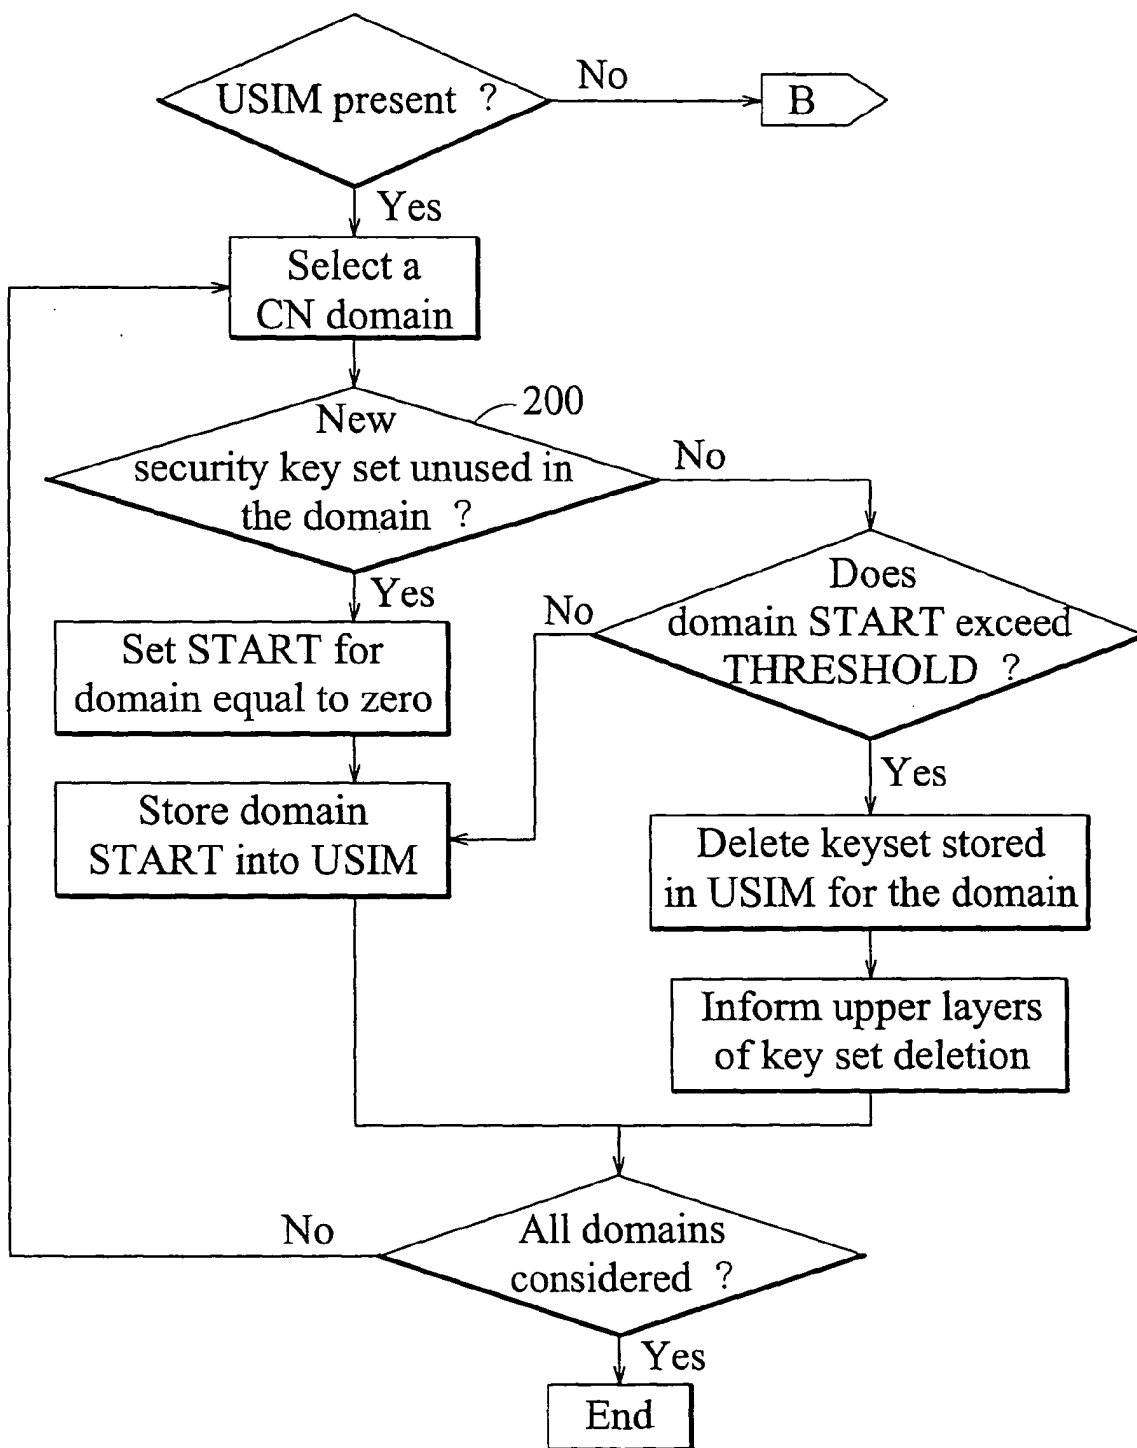 USIM present ?
No
B
Yes
Select a
CN domain
200
New
security key set unused in
the domain ?
No
Yes
Does
domain START exceed
THRESHOLD ?
No
Set START for
domain equal to zero
Yes
Store domain
START into USIM
Delete keyset stored
in USIM for the domain
Inform upper layers
of key set deletion
No
All domains
considered ?
Yes
End